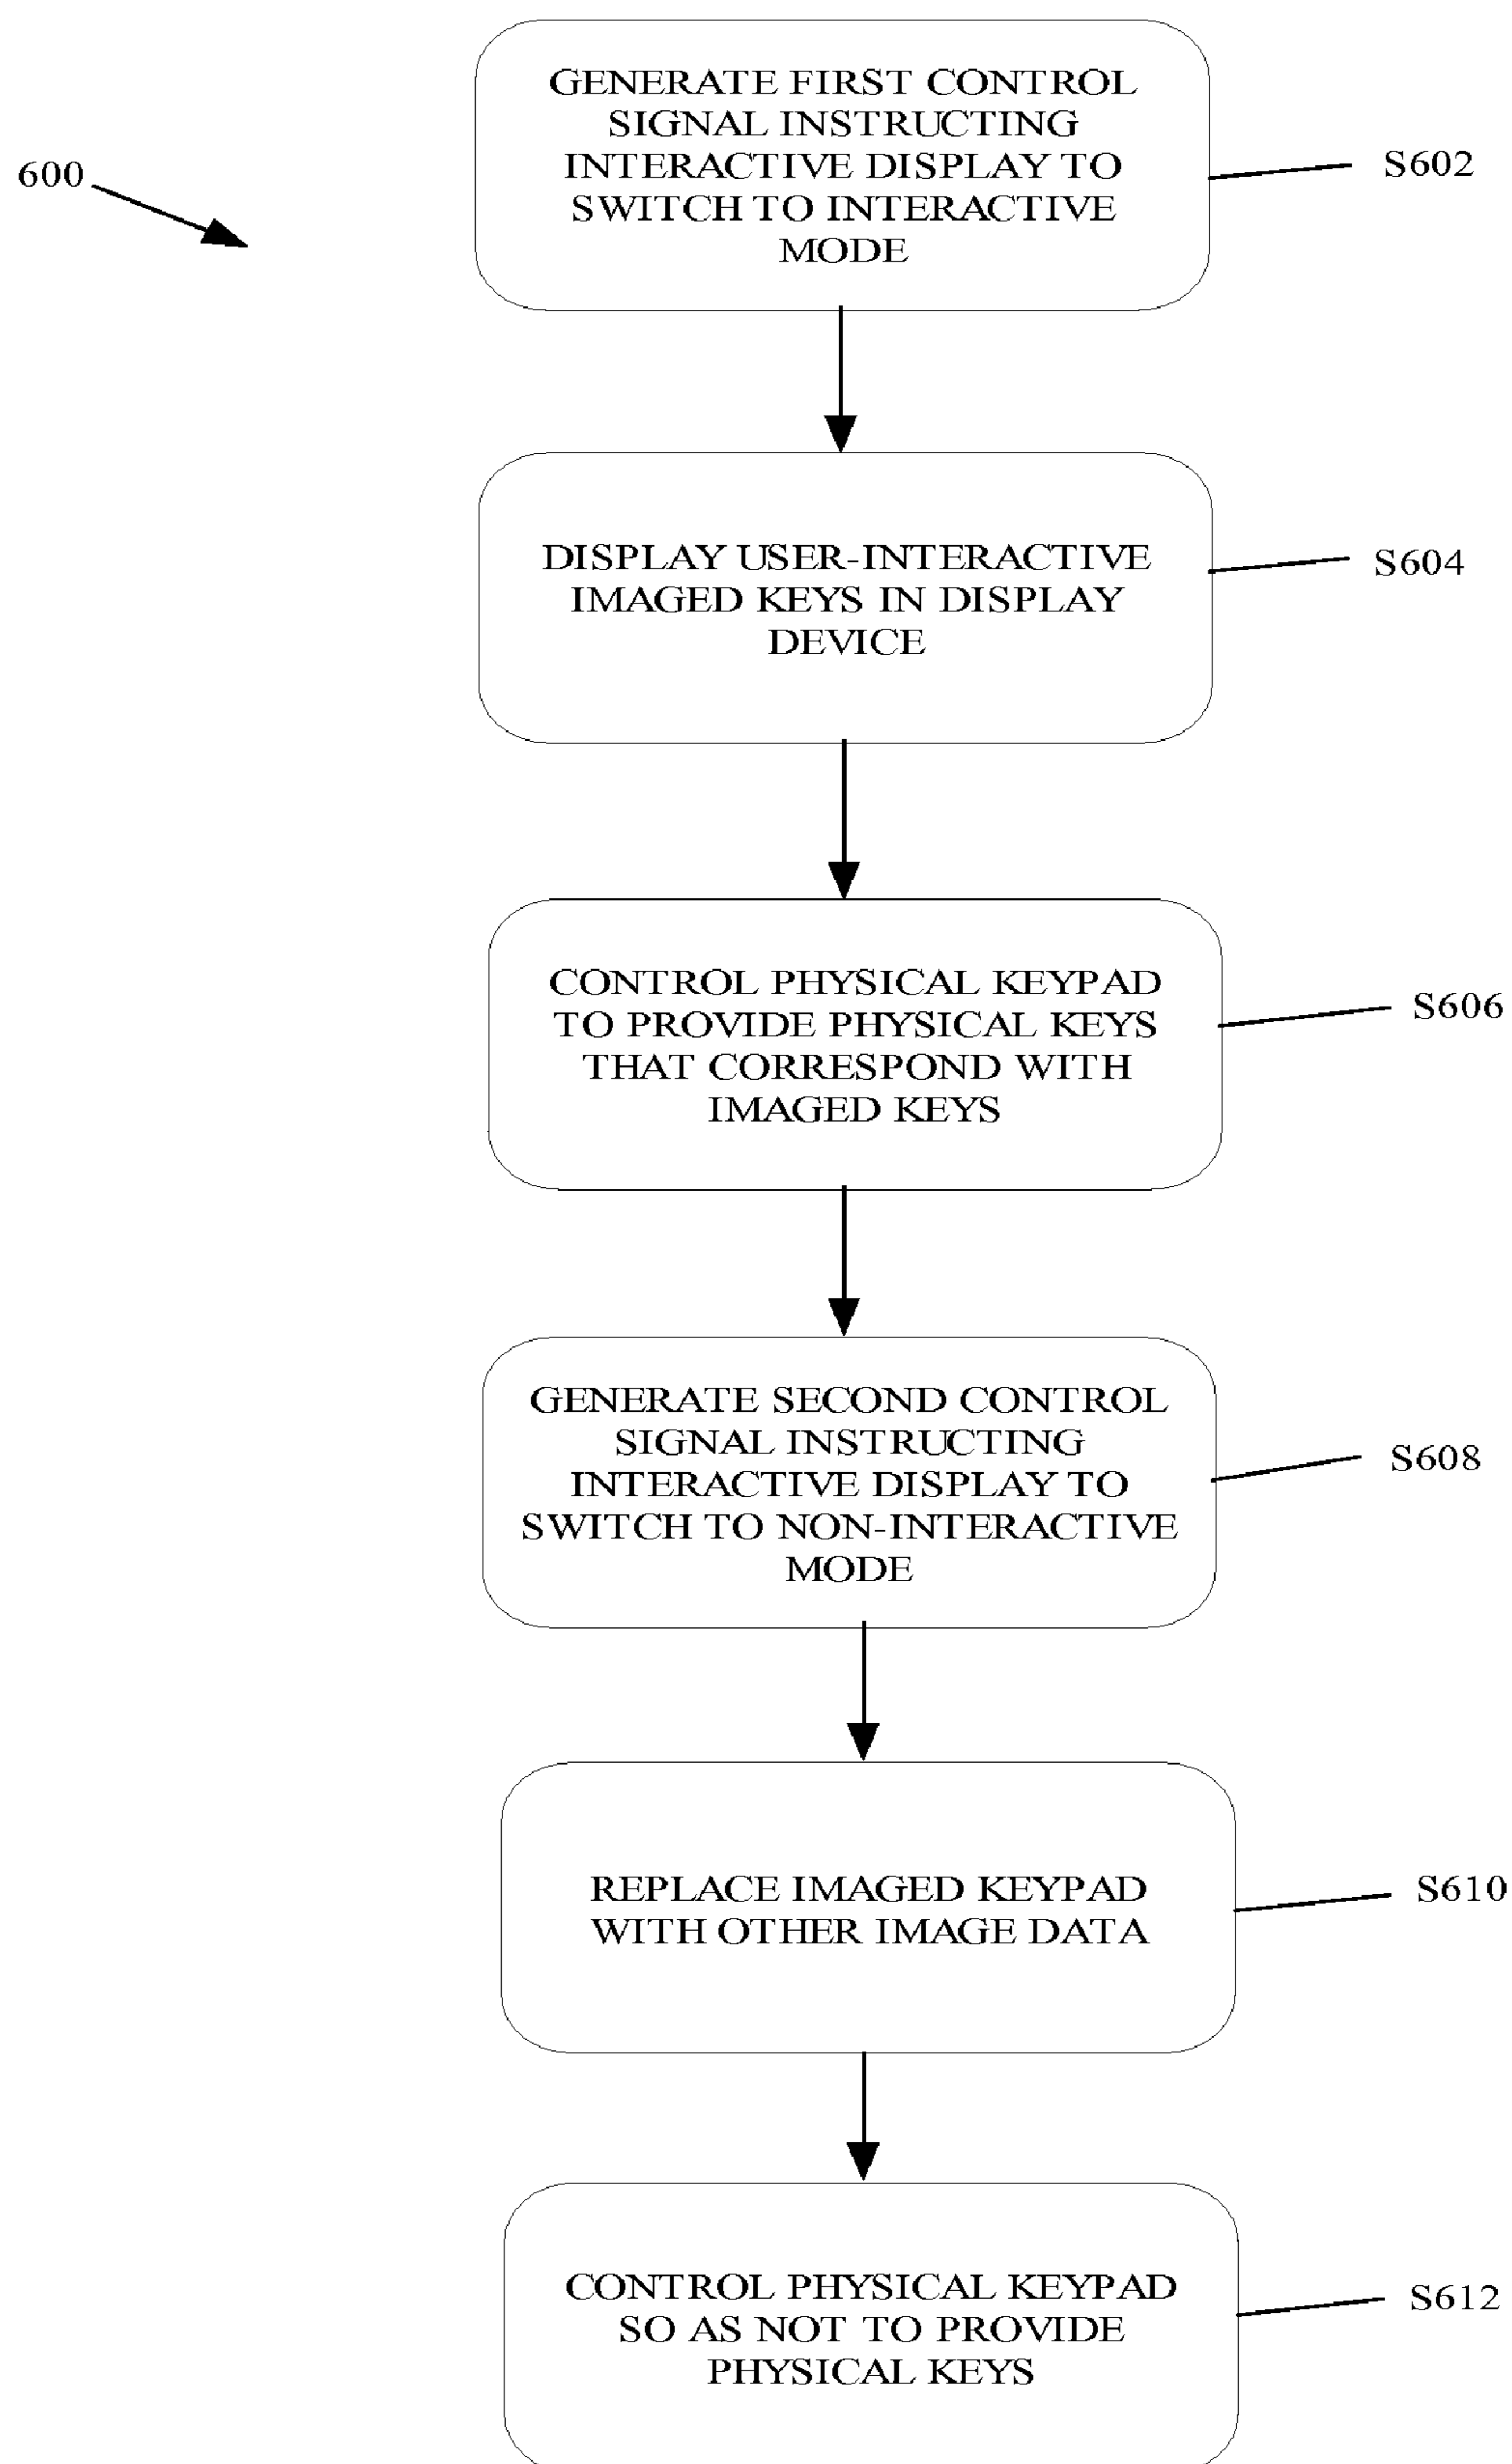 600
GENERATE FIRST CONTROL
SIGNAL INSTRUCTING
INTERACTIVE DISPLAY TO
SWITCH TO INTERACTIVE
MODE
S602
DISPLAY USER-INTERACTIVE
IMAGED KEYS IN DISPLAY
DEVICE
S604
CONTROL PHYSICAL KEYPAD
TO PROVIDE PHYSICAL KEYS
THAT CORRESPOND WITH
IMAGED KEYS
S606
GENERATE SECOND CONTROL
SIGNAL INSTRUCTING
INTERACTIVE DISPLAY TO
SWITCH TO NON-INTERACTIVE
MODE
S608
REPLACE IMAGED KEYPAD
WITH OTHER IMAGE DATA
S610
CONTROL PHYSICAL KEYPAD
SO AS NOT TO PROVIDE
PHYSICAL KEYS
S612